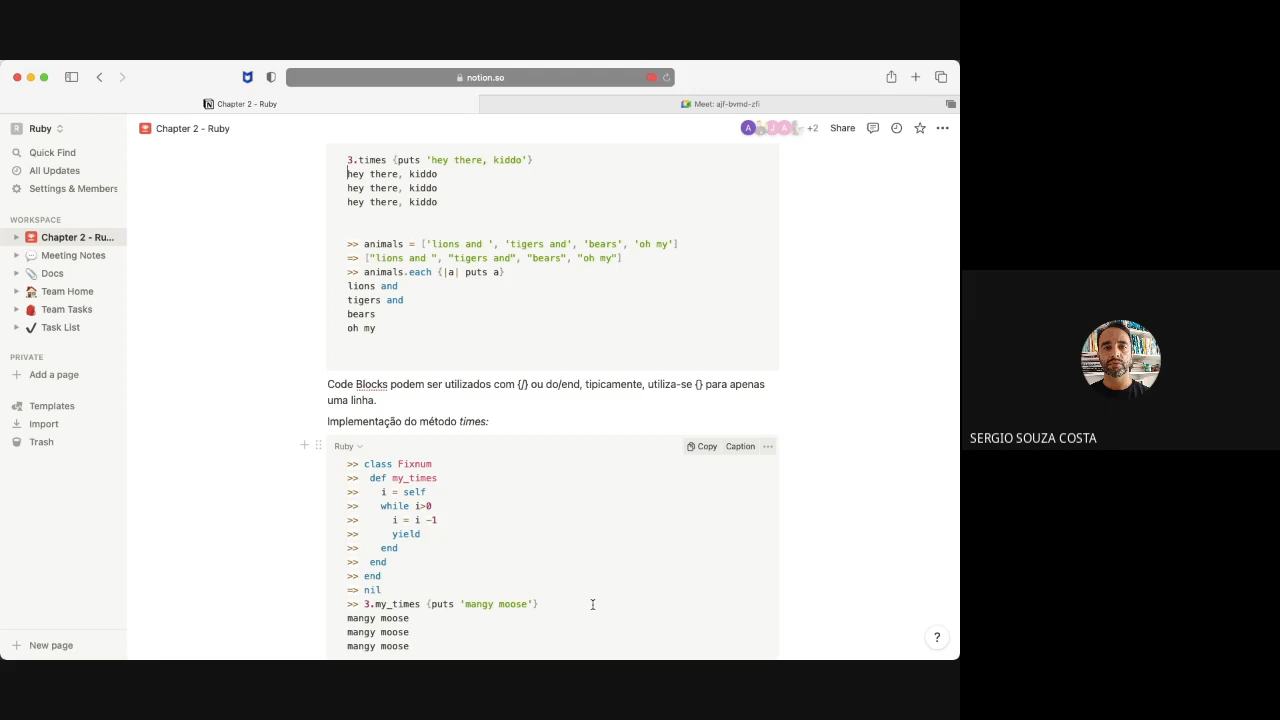 notion.so
Chapter 2 - Ruby
Meet: ajf-bvmd-zfi
R Ruby
Chapter 2 - Ruby
A J A +2 Share
Quick Find
All Updates
Settings & Members
WORKSPACE
Chapter 2 - Ru...
Meeting Notes
Docs
Team Home
Team Tasks
Task List
PRIVATE
Add a page
Templates
Import
Trash
New page
3.times {puts 'hey there, kiddo'}
hey there, kiddo
hey there, kiddo
hey there, kiddo
>> animals = ['lions and ', 'tigers and', 'bears', 'oh my']
=> ["lions and ", "tigers and", "bears", "oh my"]
>> animals.each {|a| puts a}
lions and
tigers and
bears
oh my
Code Blocks podem ser utilizados com {/} ou do/end, tipicamente, utiliza-se {} para apenas
uma linha.
Implementação do método times:
Ruby
Copy Caption
>> class Fixnum
>>  def my_times
>>    i = self
>>    while i>0
>>      i = i -1
>>      yield
>>    end
>>  end
>> end
=> nil
>> 3.my_times {puts 'mangy moose'}
mangy moose
mangy moose
mangy moose
?
SERGIO SOUZA COSTA